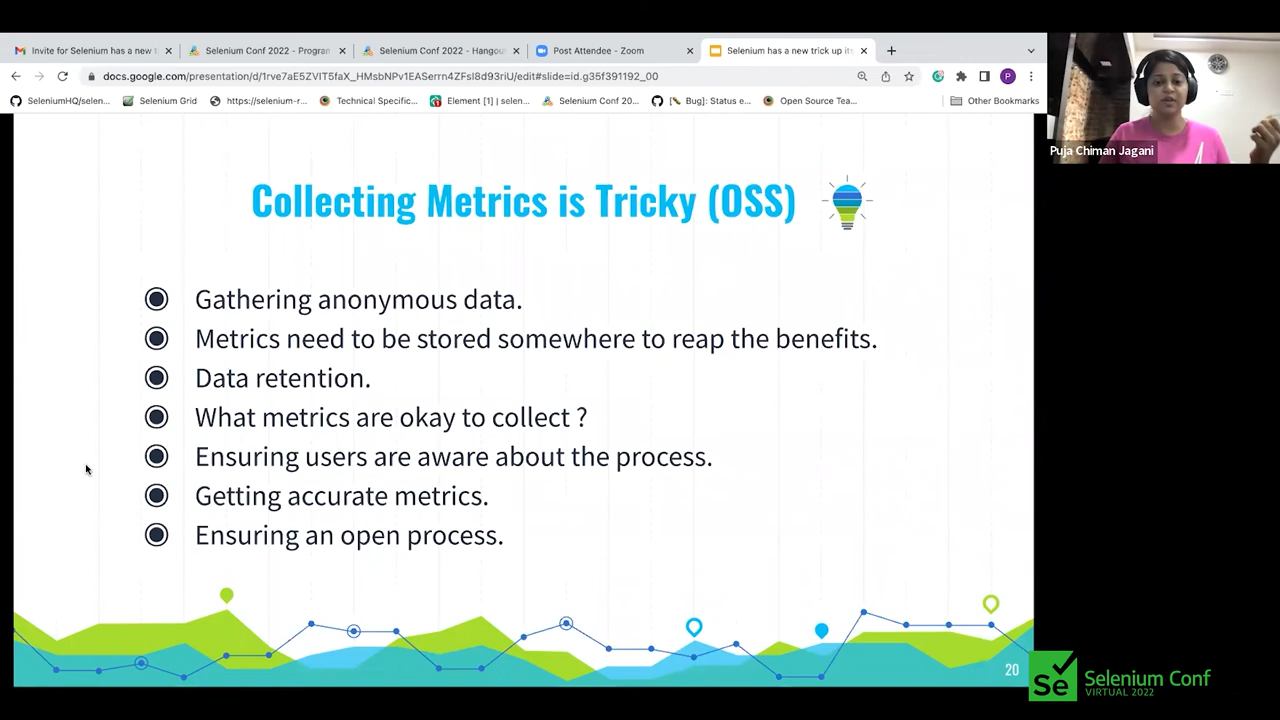 Invite for Selenium has a new t
Selenium Conf 2022 - Program
Selenium Conf 2022 - Hangou
Post Attendee - Zoom
Selenium has a new trick up it
docs.google.com/presentation/d/1rve7aE5ZVIT5faX_HMsbNPv1EASerrn4ZFsI8d93riU/edit#slide=id.g35f391192_00
P
SeleniumHQ/selen...
Selenium Grid
https://selenium-r...
Technical Specific...
Element [1] | selen...
Selenium Conf 20...
[🐛 Bug]: Status e...
Open Source Tea...
Other Bookmarks
Puja Chiman Jagani
Collecting Metrics is Tricky (OSS)
Gathering anonymous data.
Metrics need to be stored somewhere to reap the benefits.
Data retention.
What metrics are okay to collect ?
Ensuring users are aware about the process.
Getting accurate metrics.
Ensuring an open process.
20
Se
Selenium Conf
VIRTUAL 2022